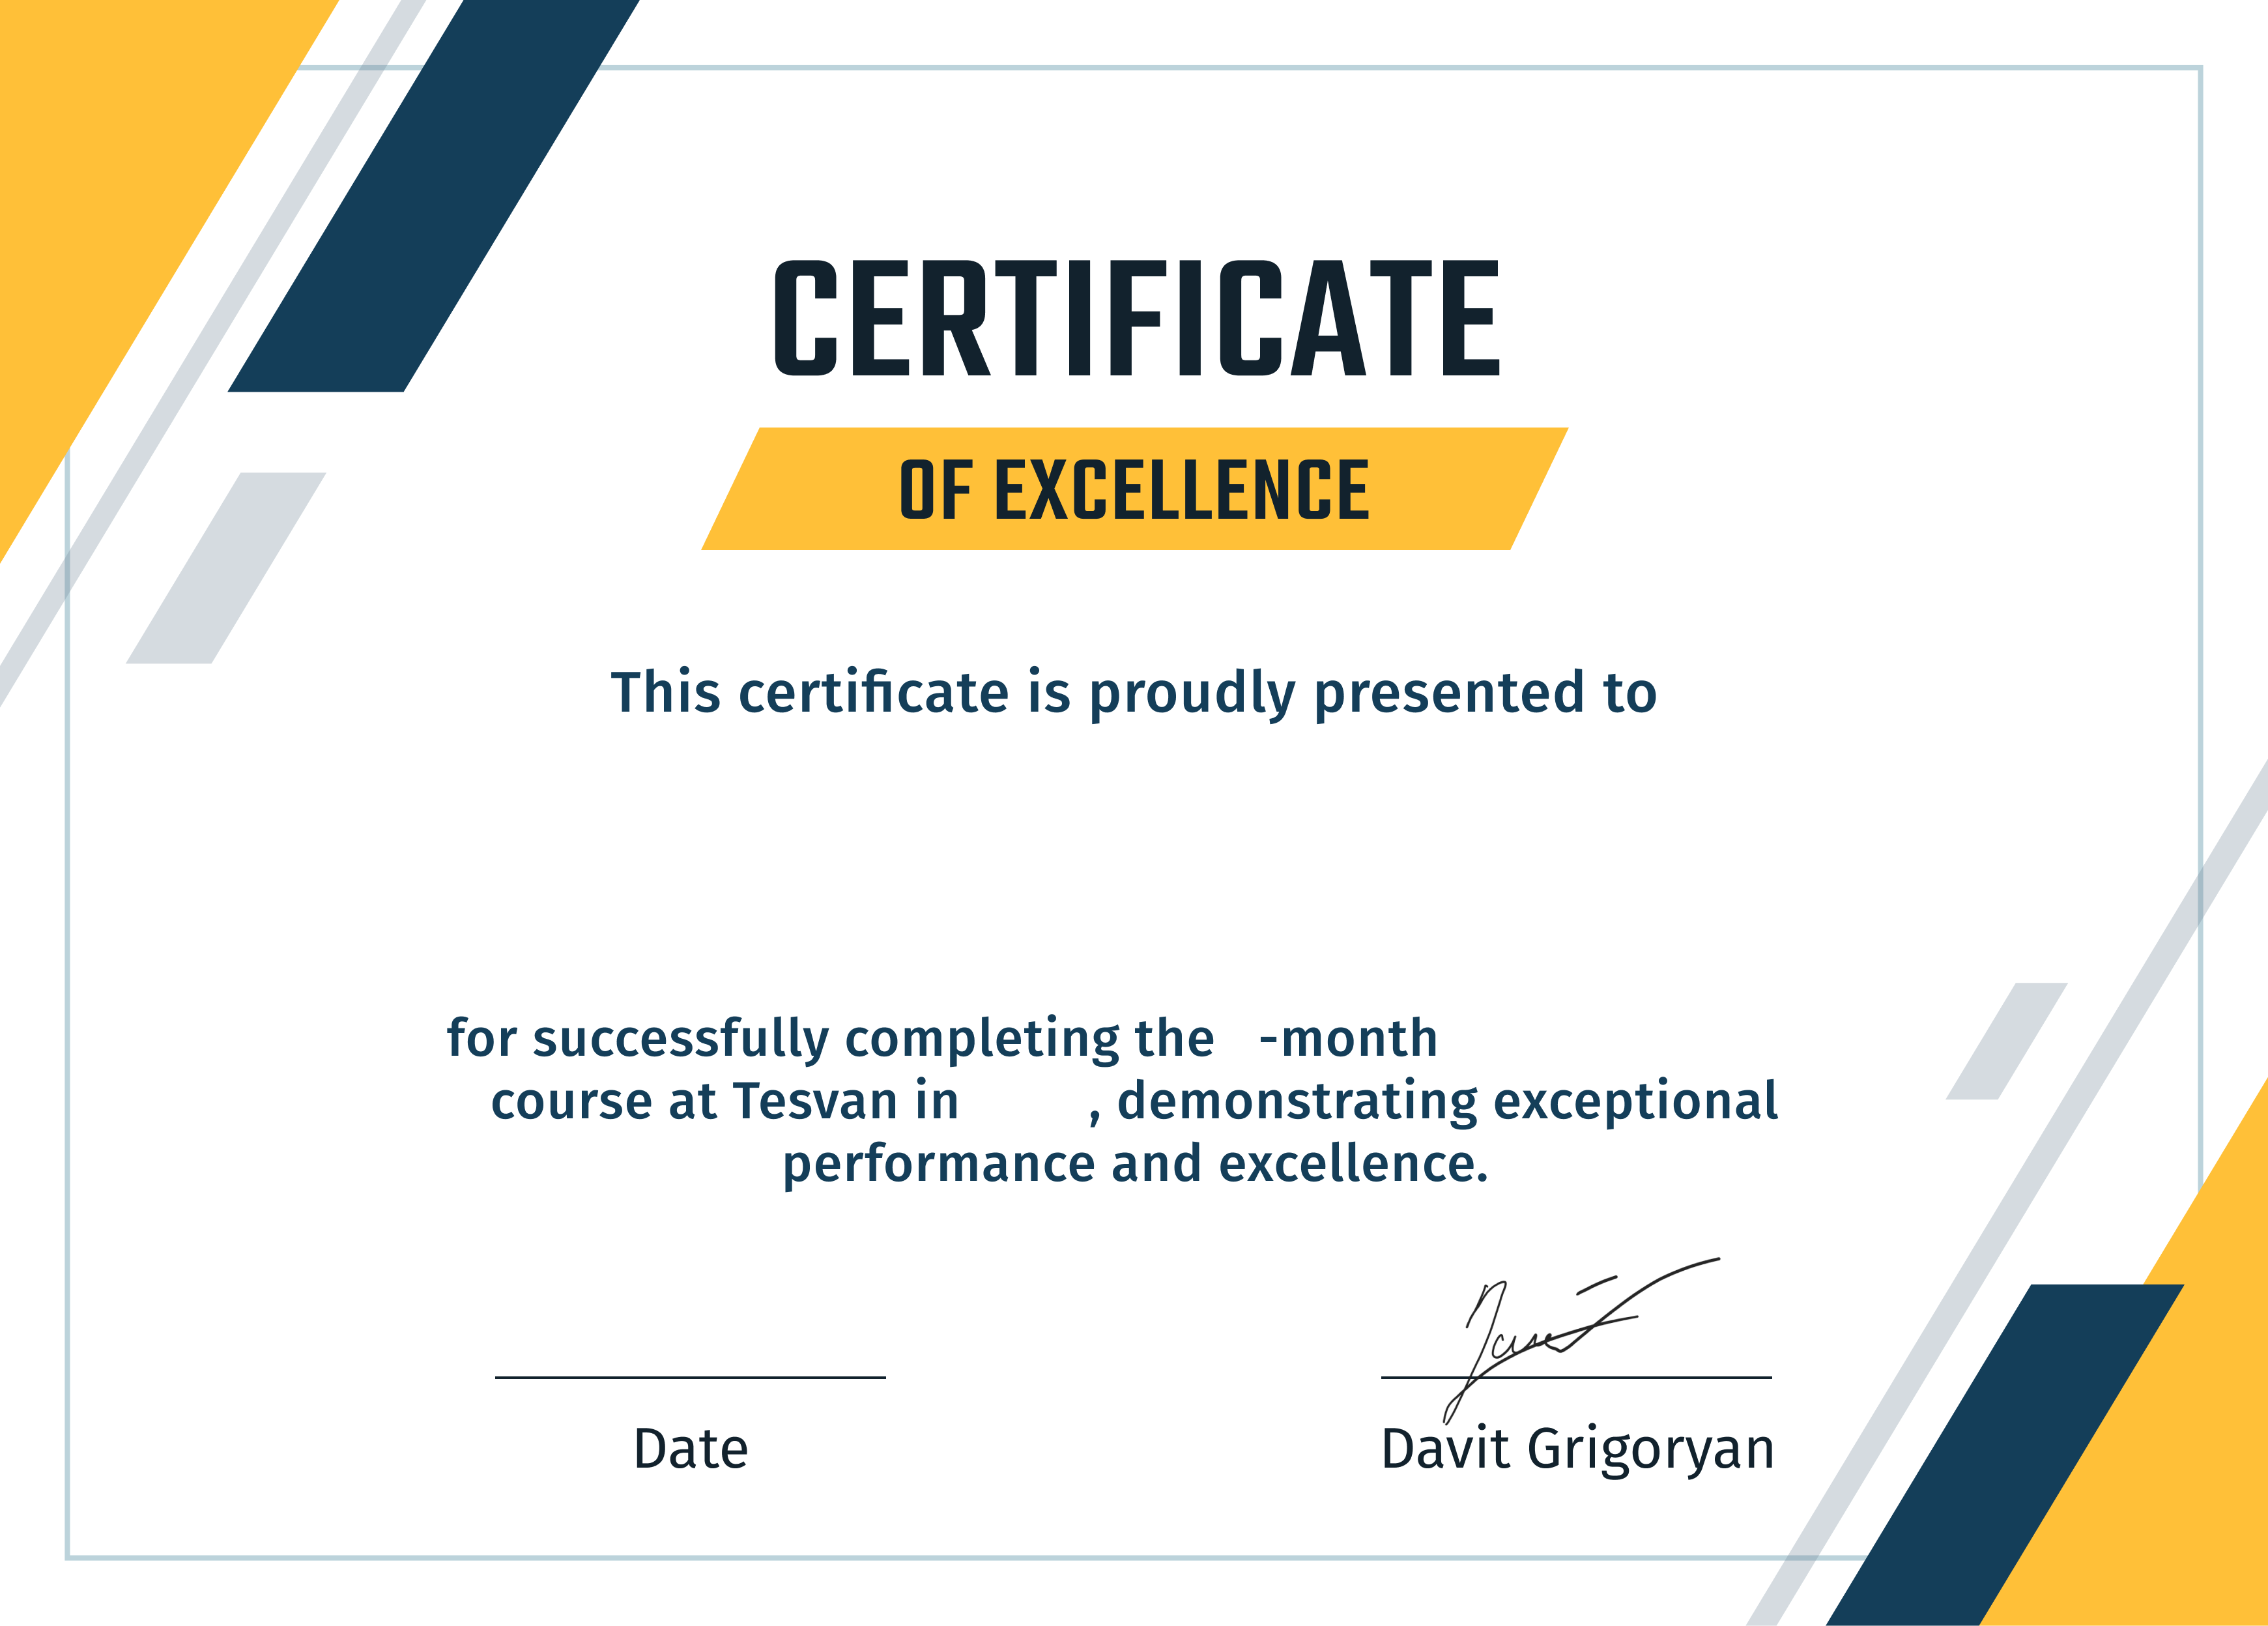 CERTIFICATE
OF EXCELLENCE
This certificate is proudly presented to
for successfully completing the -month
course at Teswan in , demonstrating exceptional
performance and excellence.
Date
Davit Grigoryan